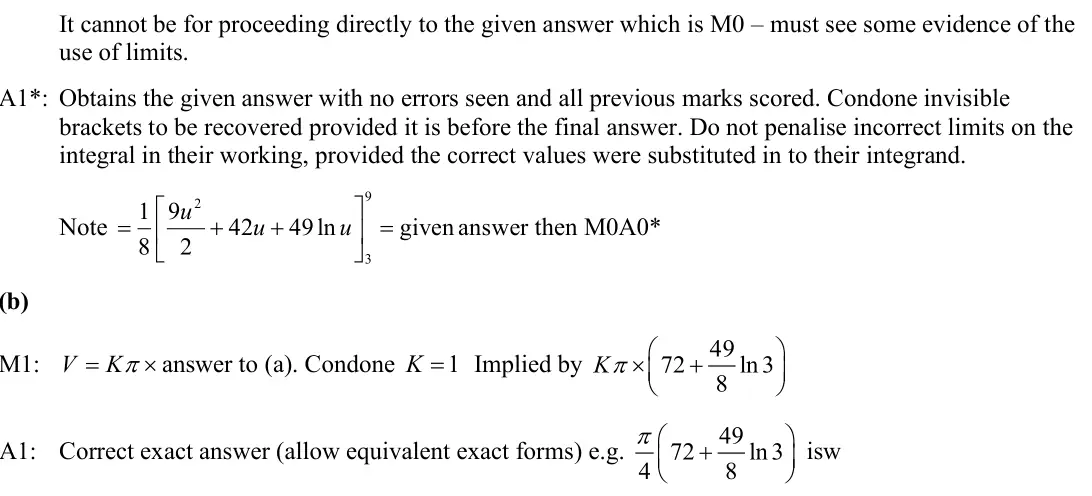 It cannot be for proceeding directly to the given answer which is M0 – must see some evidence of the
use of limits.
A1*: Obtains the given answer with no errors seen and all previous marks scored. Condone invisible
brackets to be recovered provided it is before the final answer. Do not penalise incorrect limits on the
integral in their working, provided the correct values were substituted in to their integrand.
Note = 1/8 [9u²/2 + 42u + 49 ln u]₃⁹ = given answer then M0A0*
(b)
M1: V = Kπ × answer to (a). Condone K = 1 Implied by Kπ × (72 + 49/8 ln 3)
A1: Correct exact answer (allow equivalent exact forms) e.g. π/4 (72 + 49/8 ln 3) isw